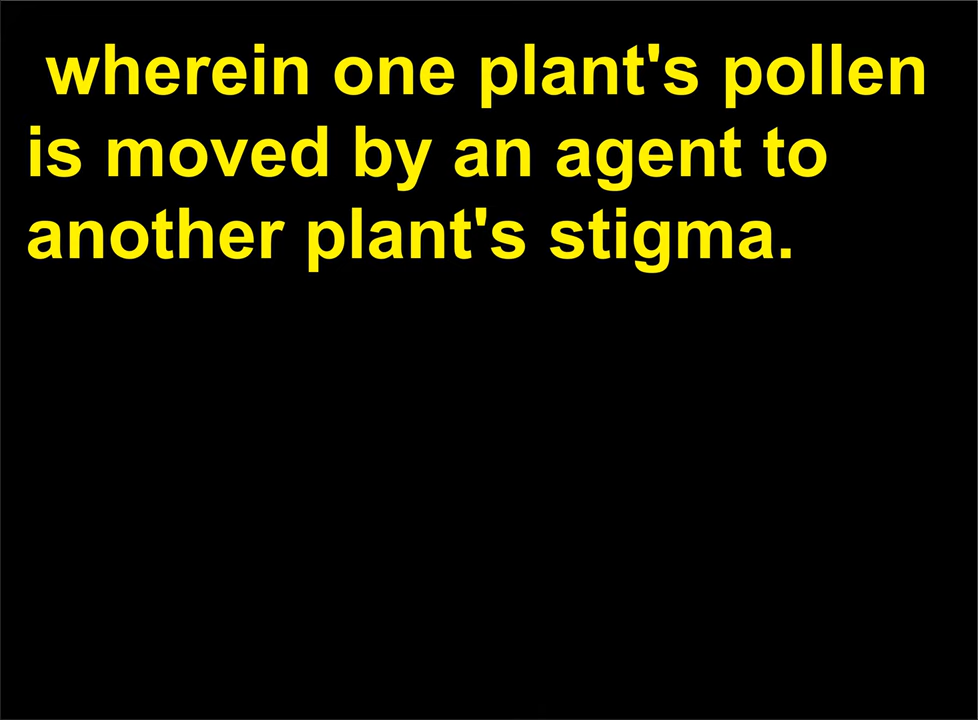 wherein one plant's pollen
is moved by an agent to
another plant's stigma.